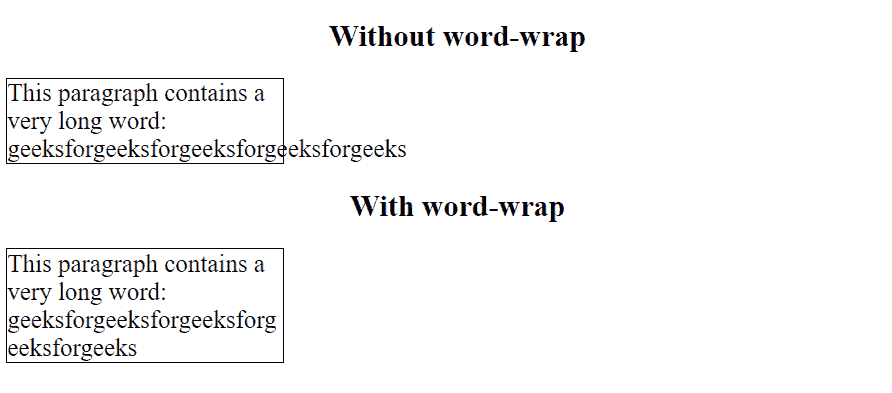 Without word-wrap
This paragraph contains a
very long word:
geeksforgeeksforgeeksforgeeksforgeeks
With word-wrap
This paragraph contains a
very long word:
geeksforgeeksforgeeksforg
eeksforgeeks